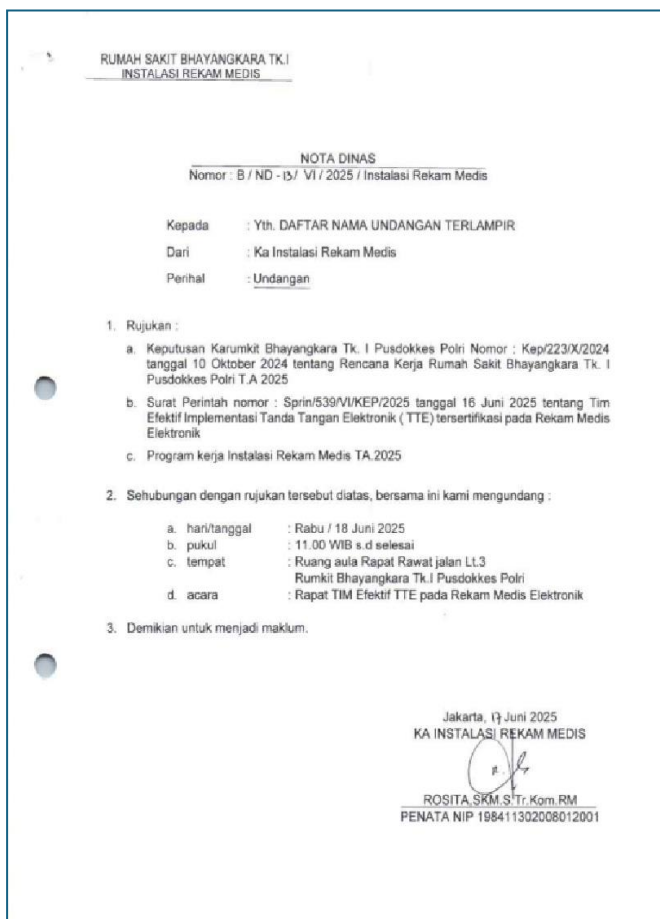 RUMAH SAKIT BHAYANGKARA TK.I
INSTALASI REKAM MEDIS
NOTA DINAS
Nomor : B / ND - 13 / VI / 2025 / Instalasi Rekam Medis
Kepada : Yth. DAFTAR NAMA UNDANGAN TERLAMPIR
Dari : Ka Instalasi Rekam Medis
Perihal : Undangan
1. Rujukan :
a. Keputusan Karumkit Bhayangkara Tk. I Pusdokkes Polri Nomor : Kep/223/X/2024
tanggal 10 Oktober 2024 tentang Rencana Kerja Rumah Sakit Bhayangkara Tk. I
Pusdokkes Polri T.A 2025
b. Surat Perintah nomor : Sprin/539/VI/KEP/2025 tanggal 16 Juni 2025 tentang Tim
Efektif Implementasi Tanda Tangan Elektronik ( TTE) tersertifikasi pada Rekam Medis
Elektronik
c. Program kerja Instalasi Rekam Medis TA.2025
2. Sehubungan dengan rujukan tersebut diatas, bersama ini kami mengundang :
a. hari/tanggal : Rabu / 18 Juni 2025
b. pukul : 11.00 WIB s.d selesai
c. tempat : Ruang aula Rapat Rawat jalan Lt.3
Rumkit Bhayangkara Tk.I Pusdokkes Polri
d. acara : Rapat TIM Efektif TTE pada Rekam Medis Elektronik
3. Demikian untuk menjadi maklum.
Jakarta, 17 Juni 2025
KA INSTALASI REKAM MEDIS
ROSITA,SKM.S.Tr.Kom.RM
PENATA NIP 198411302008012001